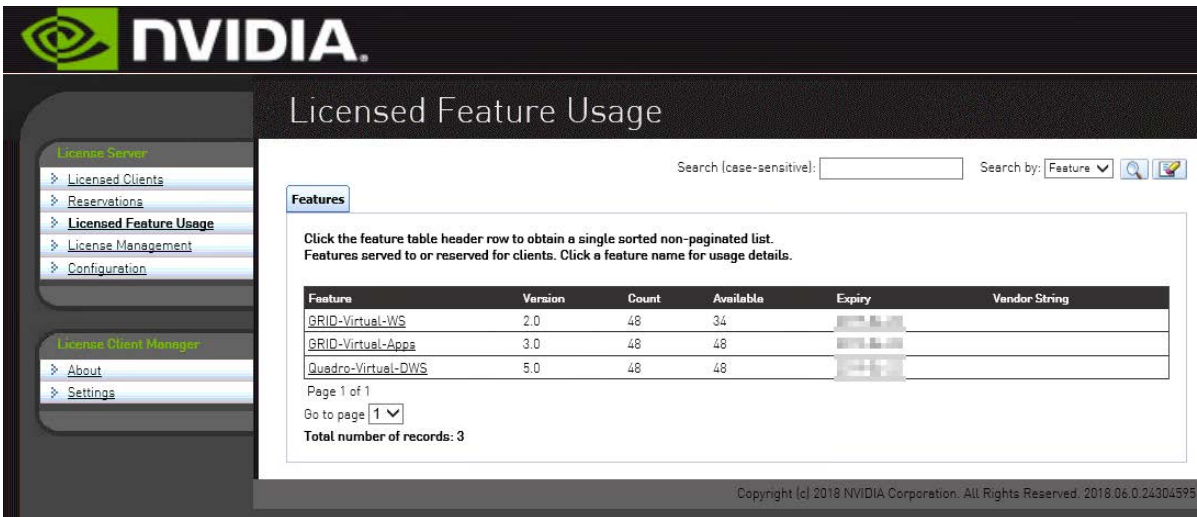 NVIDIA.
Licensed Feature Usage
License Server
Licensed Clients
Reservations
Licensed Feature Usage
License Management
Configuration
License Client Manager
About
Settings
Search (case-sensitive): Search by: Feature
Features
Click the feature table header row to obtain a single sorted non-paginated list.
Features served to or reserved for clients. Click a feature name for usage details.
Feature Version Count Available Expiry Vendor String
GRID-Virtual-WS 2.0 48 34
GRID-Virtual-Apps 3.0 48 48
Quadro-Virtual-DWS 5.0 48 48
Page 1 of 1
Go to page 1
Total number of records: 3
Copyright (c) 2018 NVIDIA Corporation. All Rights Reserved. 2018.06.0.24304595